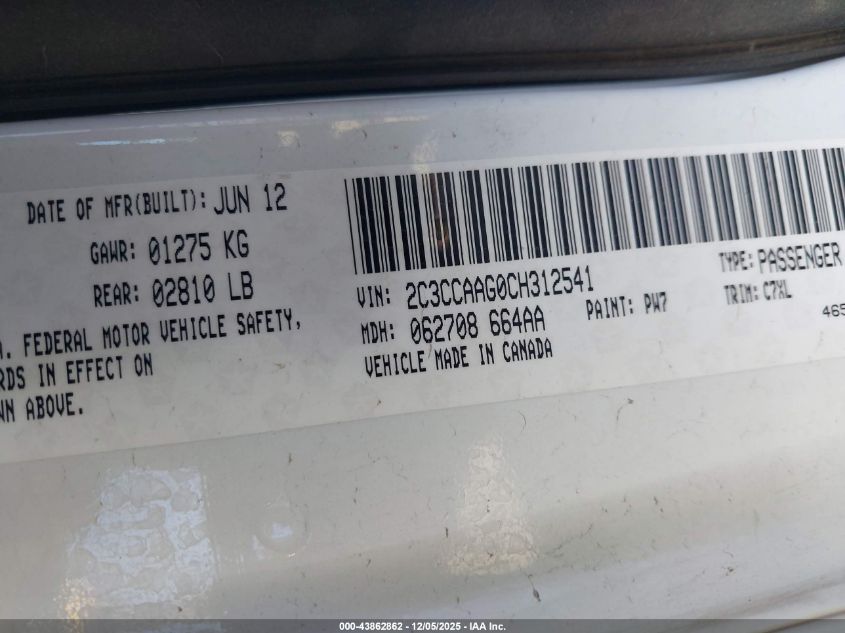 DATE OF MFR(BUILT): JUN 12
GAWR: 01275 KG
REAR: 02810 LB
. FEDERAL MOTOR VEHICLE SAFETY,
RDS IN EFFECT ON
WN ABOVE.
VIN: 2C3CCAAG0CH312541
TYPE: PASSENGER
MDH: 062708 664AA
PAINT: PW7
TRIM: C7XL
VEHICLE MADE IN CANADA
465
000-43862862 - 12/05/2025 - IAA Inc.